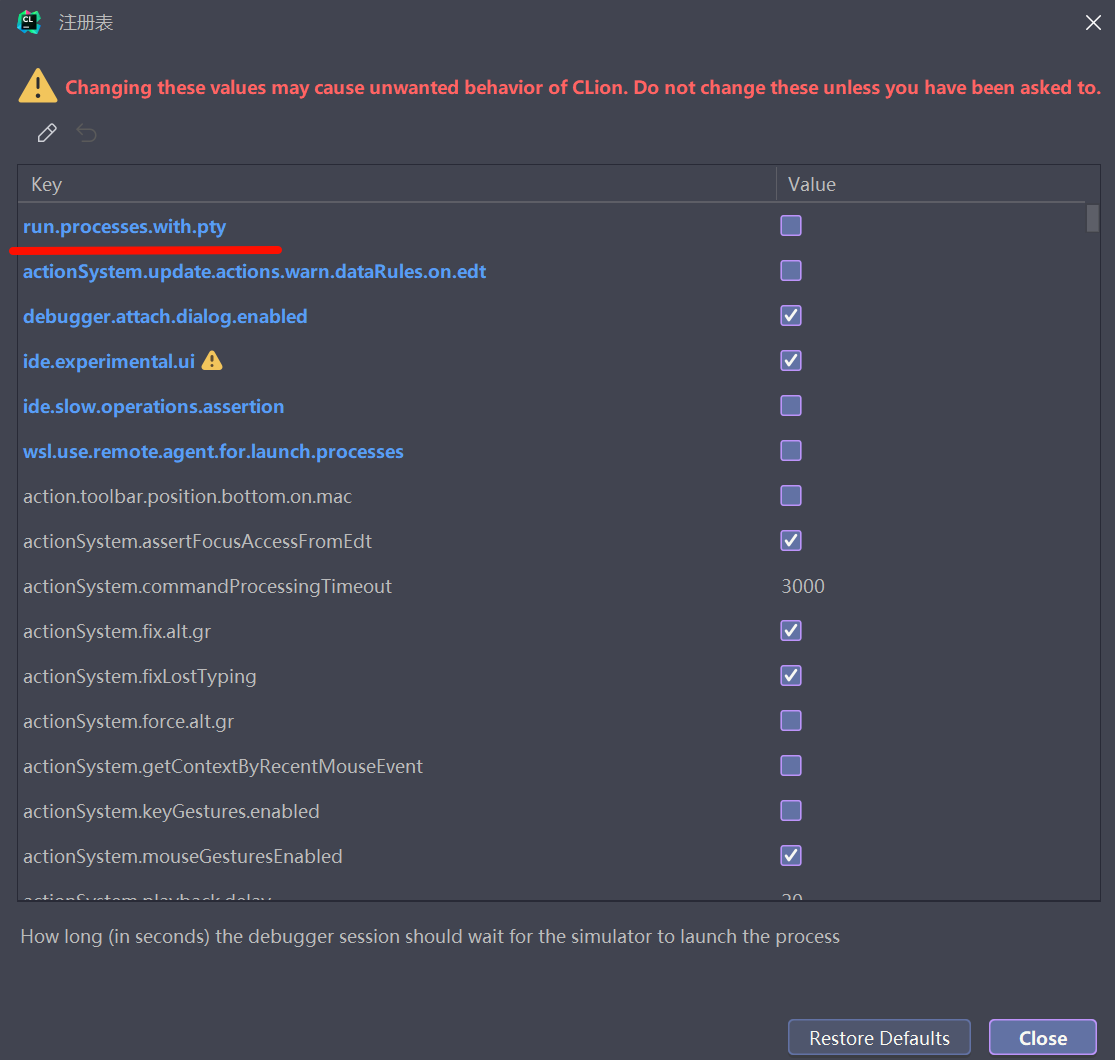 CL
注册表
Changing these values may cause unwanted behavior of CLion. Do not change these unless you have been asked to.
Key Value
run.processes.with.pty
actionSystem.update.actions.warn.dataRules.on.edt
debugger.attach.dialog.enabled
ide.experimental.ui
ide.slow.operations.assertion
wsl.use.remote.agent.for.launch.processes
action.toolbar.position.bottom.on.mac
actionSystem.assertFocusAccessFromEdt
actionSystem.commandProcessingTimeout 3000
actionSystem.fix.alt.gr
actionSystem.fixLostTyping
actionSystem.force.alt.gr
actionSystem.getContextByRecentMouseEvent
actionSystem.keyGestures.enabled
actionSystem.mouseGesturesEnabled
actionSystem.playback.delay 20
How long (in seconds) the debugger session should wait for the simulator to launch the process
Restore Defaults Close